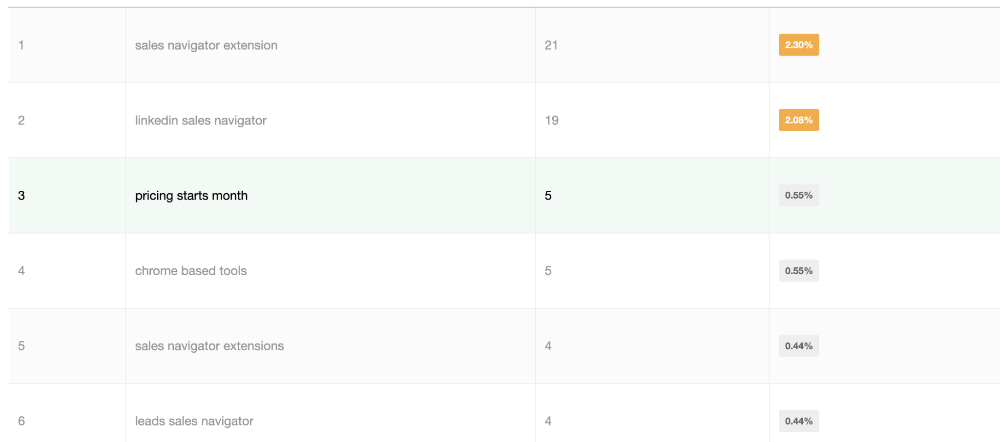 1 sales navigator extension 21 2.30%
2 linkedin sales navigator 19 2.08%
3 pricing starts month 5 0.55%
4 chrome based tools 5 0.55%
5 sales navigator extensions 4 0.44%
6 leads sales navigator 4 0.44%